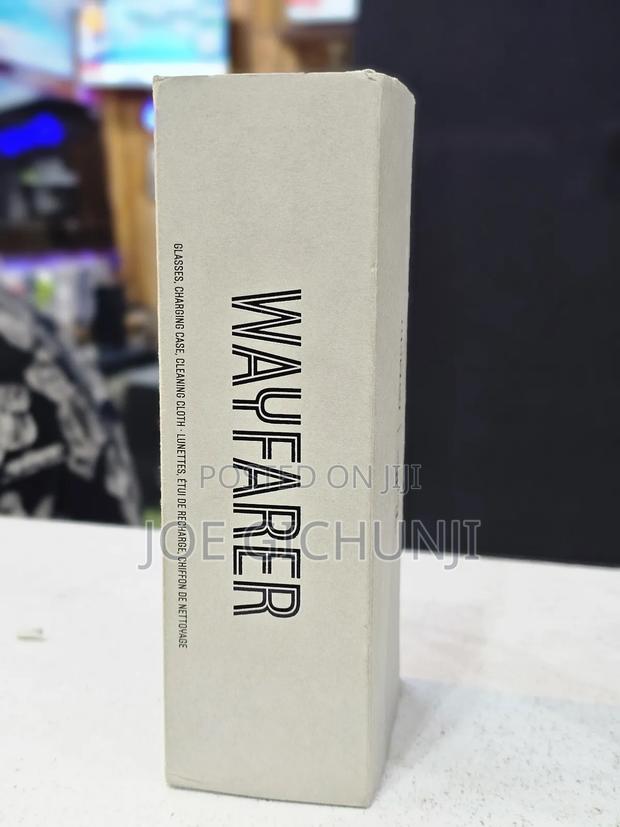 WAYFARER
GLASSES, CHARGING CASE, CLEANING CLOTH · LUNETTES, ÉTUI DE RECHARGE, CHIFFON DE NETTOYAGE
POSTED ON JIJI
JOE GICHUNJI